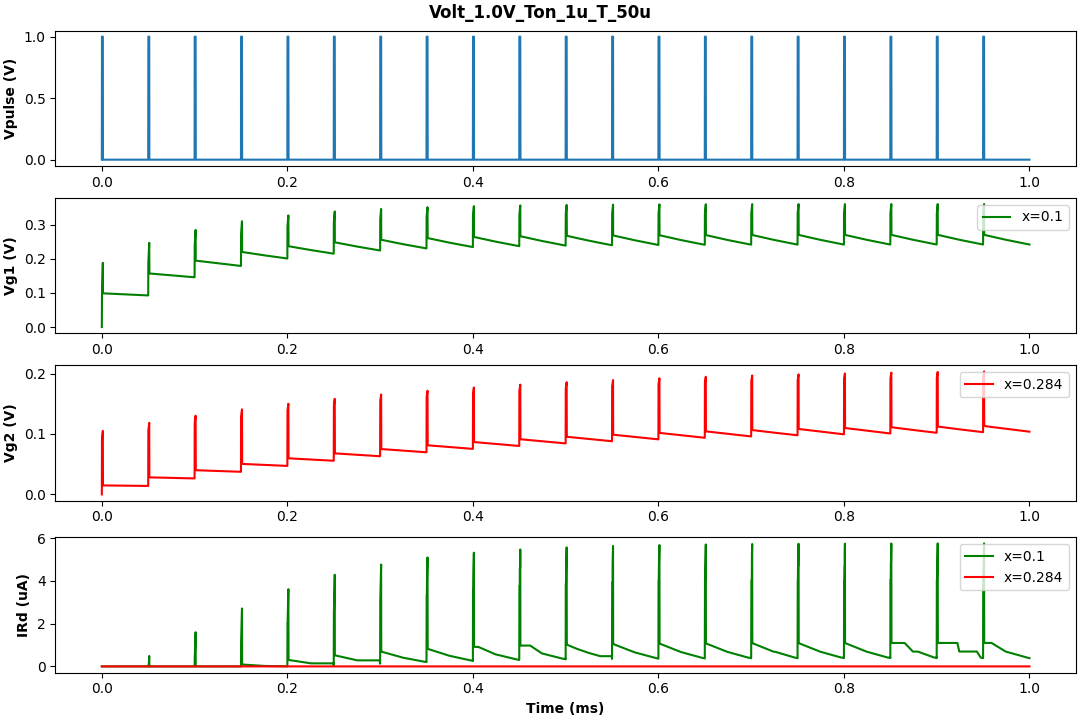 Volt_1.0V_Ton_1u_T_50u
Vpulse (V)
1.0
0.5
0.0
0.0 0.2 0.4 0.6 0.8 1.0
Vg1 (V)
0.3
0.2
0.1
0.0
x=0.1
0.0 0.2 0.4 0.6 0.8 1.0
Vg2 (V)
0.2
0.1
0.0
x=0.284
0.0 0.2 0.4 0.6 0.8 1.0
IRd (uA)
6
4
2
0
x=0.1
x=0.284
0.0 0.2 0.4 0.6 0.8 1.0
Time (ms)